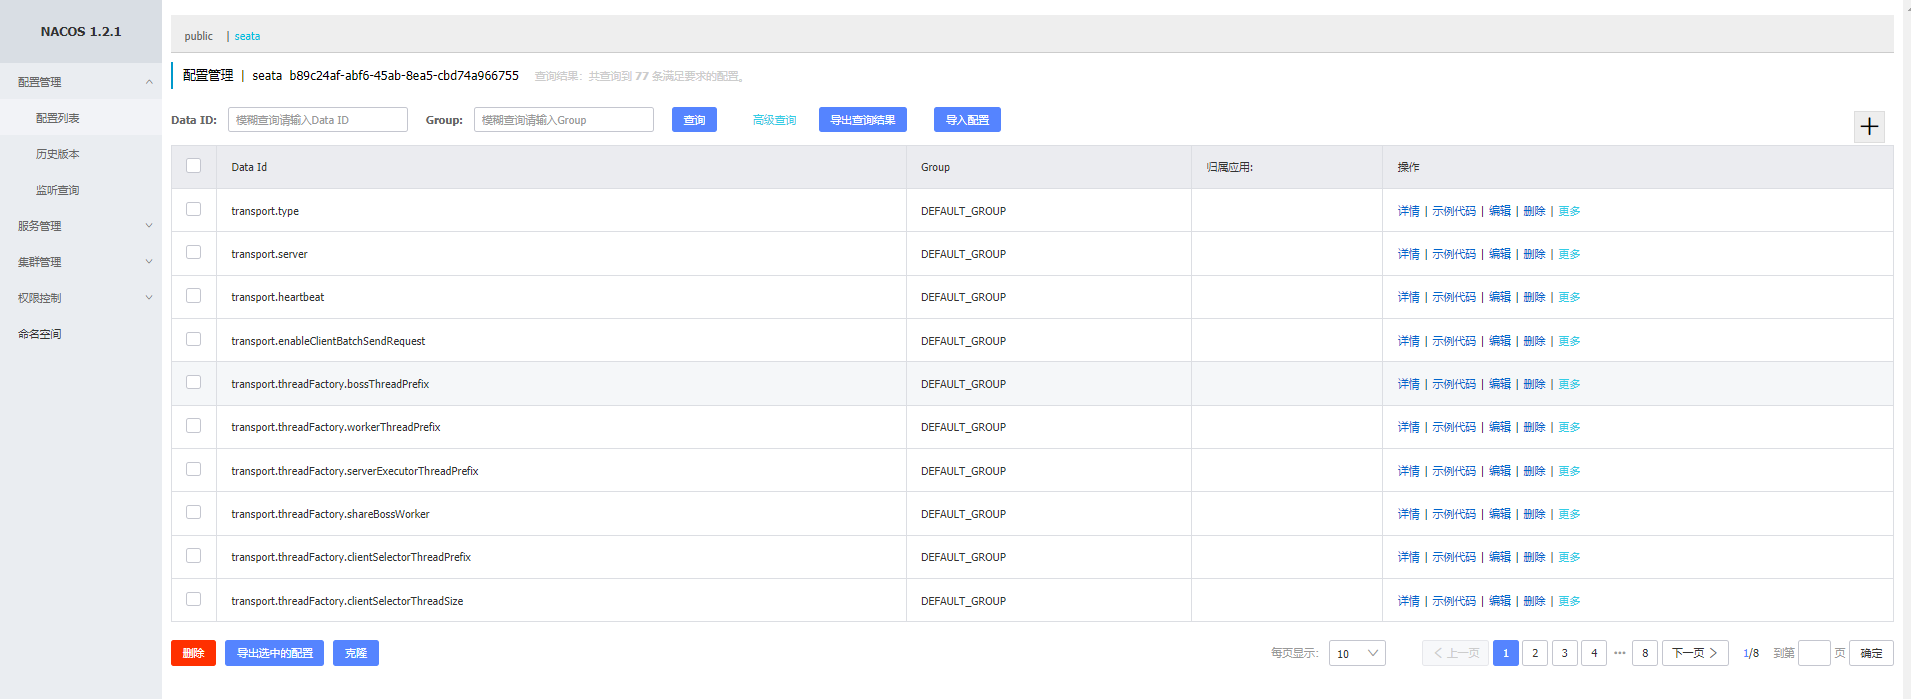 NACOS 1.2.1
配置管理
配置列表
历史版本
监听查询
服务管理
集群管理
权限控制
命名空间
public | seata
配置管理 | seata b89c24af-abf6-45ab-8ea5-cbd74a966755 查询结果：共查询到 77 条满足要求的配置。
Data ID: 模糊查询请输入Data ID Group: 模糊查询请输入Group 查询 高级查询 导出查询结果 导入配置
Data Id Group 归属应用: 操作
transport.type DEFAULT_GROUP 详情 | 示例代码 | 编辑 | 删除 | 更多
transport.server DEFAULT_GROUP 详情 | 示例代码 | 编辑 | 删除 | 更多
transport.heartbeat DEFAULT_GROUP 详情 | 示例代码 | 编辑 | 删除 | 更多
transport.enableClientBatchSendRequest DEFAULT_GROUP 详情 | 示例代码 | 编辑 | 删除 | 更多
transport.threadFactory.bossThreadPrefix DEFAULT_GROUP 详情 | 示例代码 | 编辑 | 删除 | 更多
transport.threadFactory.workerThreadPrefix DEFAULT_GROUP 详情 | 示例代码 | 编辑 | 删除 | 更多
transport.threadFactory.serverExecutorThreadPrefix DEFAULT_GROUP 详情 | 示例代码 | 编辑 | 删除 | 更多
transport.threadFactory.shareBossWorker DEFAULT_GROUP 详情 | 示例代码 | 编辑 | 删除 | 更多
transport.threadFactory.clientSelectorThreadPrefix DEFAULT_GROUP 详情 | 示例代码 | 编辑 | 删除 | 更多
transport.threadFactory.clientSelectorThreadSize DEFAULT_GROUP 详情 | 示例代码 | 编辑 | 删除 | 更多
删除 导出选中的配置 克隆 每页显示: 10 上一页 1 2 3 4 ••• 8 下一页 1/8 到第 页 确定